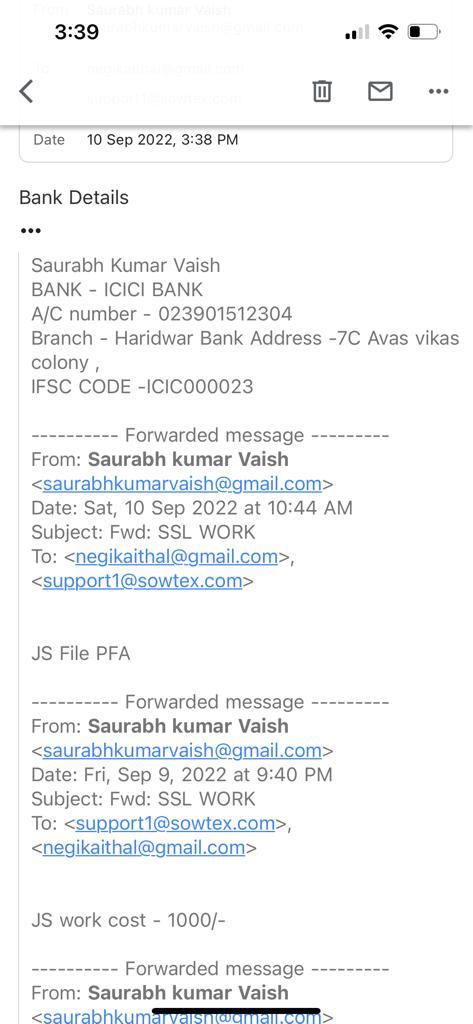 From Saurabh kumar Vaish
3:39
saurabhkumarvaish@gmail.com
To negikaithal@gmail.com
support1@sowtex.com
Date 10 Sep 2022, 3:38 PM
Bank Details
•••
Saurabh Kumar Vaish
BANK - ICICI BANK
A/C number - 023901512304
Branch - Haridwar Bank Address -7C Avas vikas
colony ,
IFSC CODE -ICIC000023
---------- Forwarded message ---------
From: Saurabh kumar Vaish
<saurabhkumarvaish@gmail.com>
Date: Sat, 10 Sep 2022 at 10:44 AM
Subject: Fwd: SSL WORK
To: <negikaithal@gmail.com>,
<support1@sowtex.com>
JS File PFA
---------- Forwarded message ---------
From: Saurabh kumar Vaish
<saurabhkumarvaish@gmail.com>
Date: Fri, Sep 9, 2022 at 9:40 PM
Subject: Fwd: SSL WORK
To: <support1@sowtex.com>,
<negikaithal@gmail.com>
JS work cost - 1000/-
---------- Forwarded message ---------
From: Saurabh kumar Vaish
<saurabhkumarvaish@gmail.com>